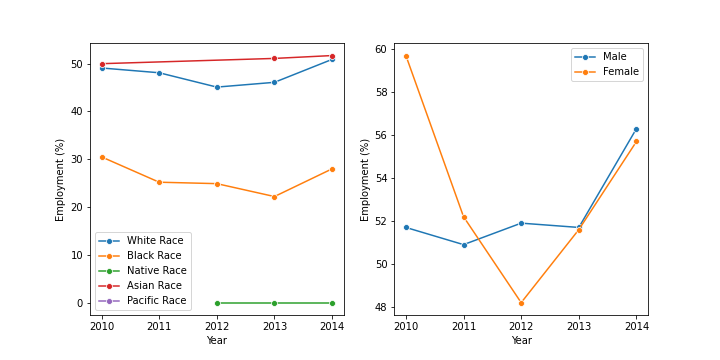 50
40
30
20
10
0
Employment (%)
White Race
Black Race
Native Race
Asian Race
Pacific Race
2010 2011 2012 2013 2014
Year
60
58
56
54
52
50
48
Employment (%)
Male
Female
2010 2011 2012 2013 2014
Year